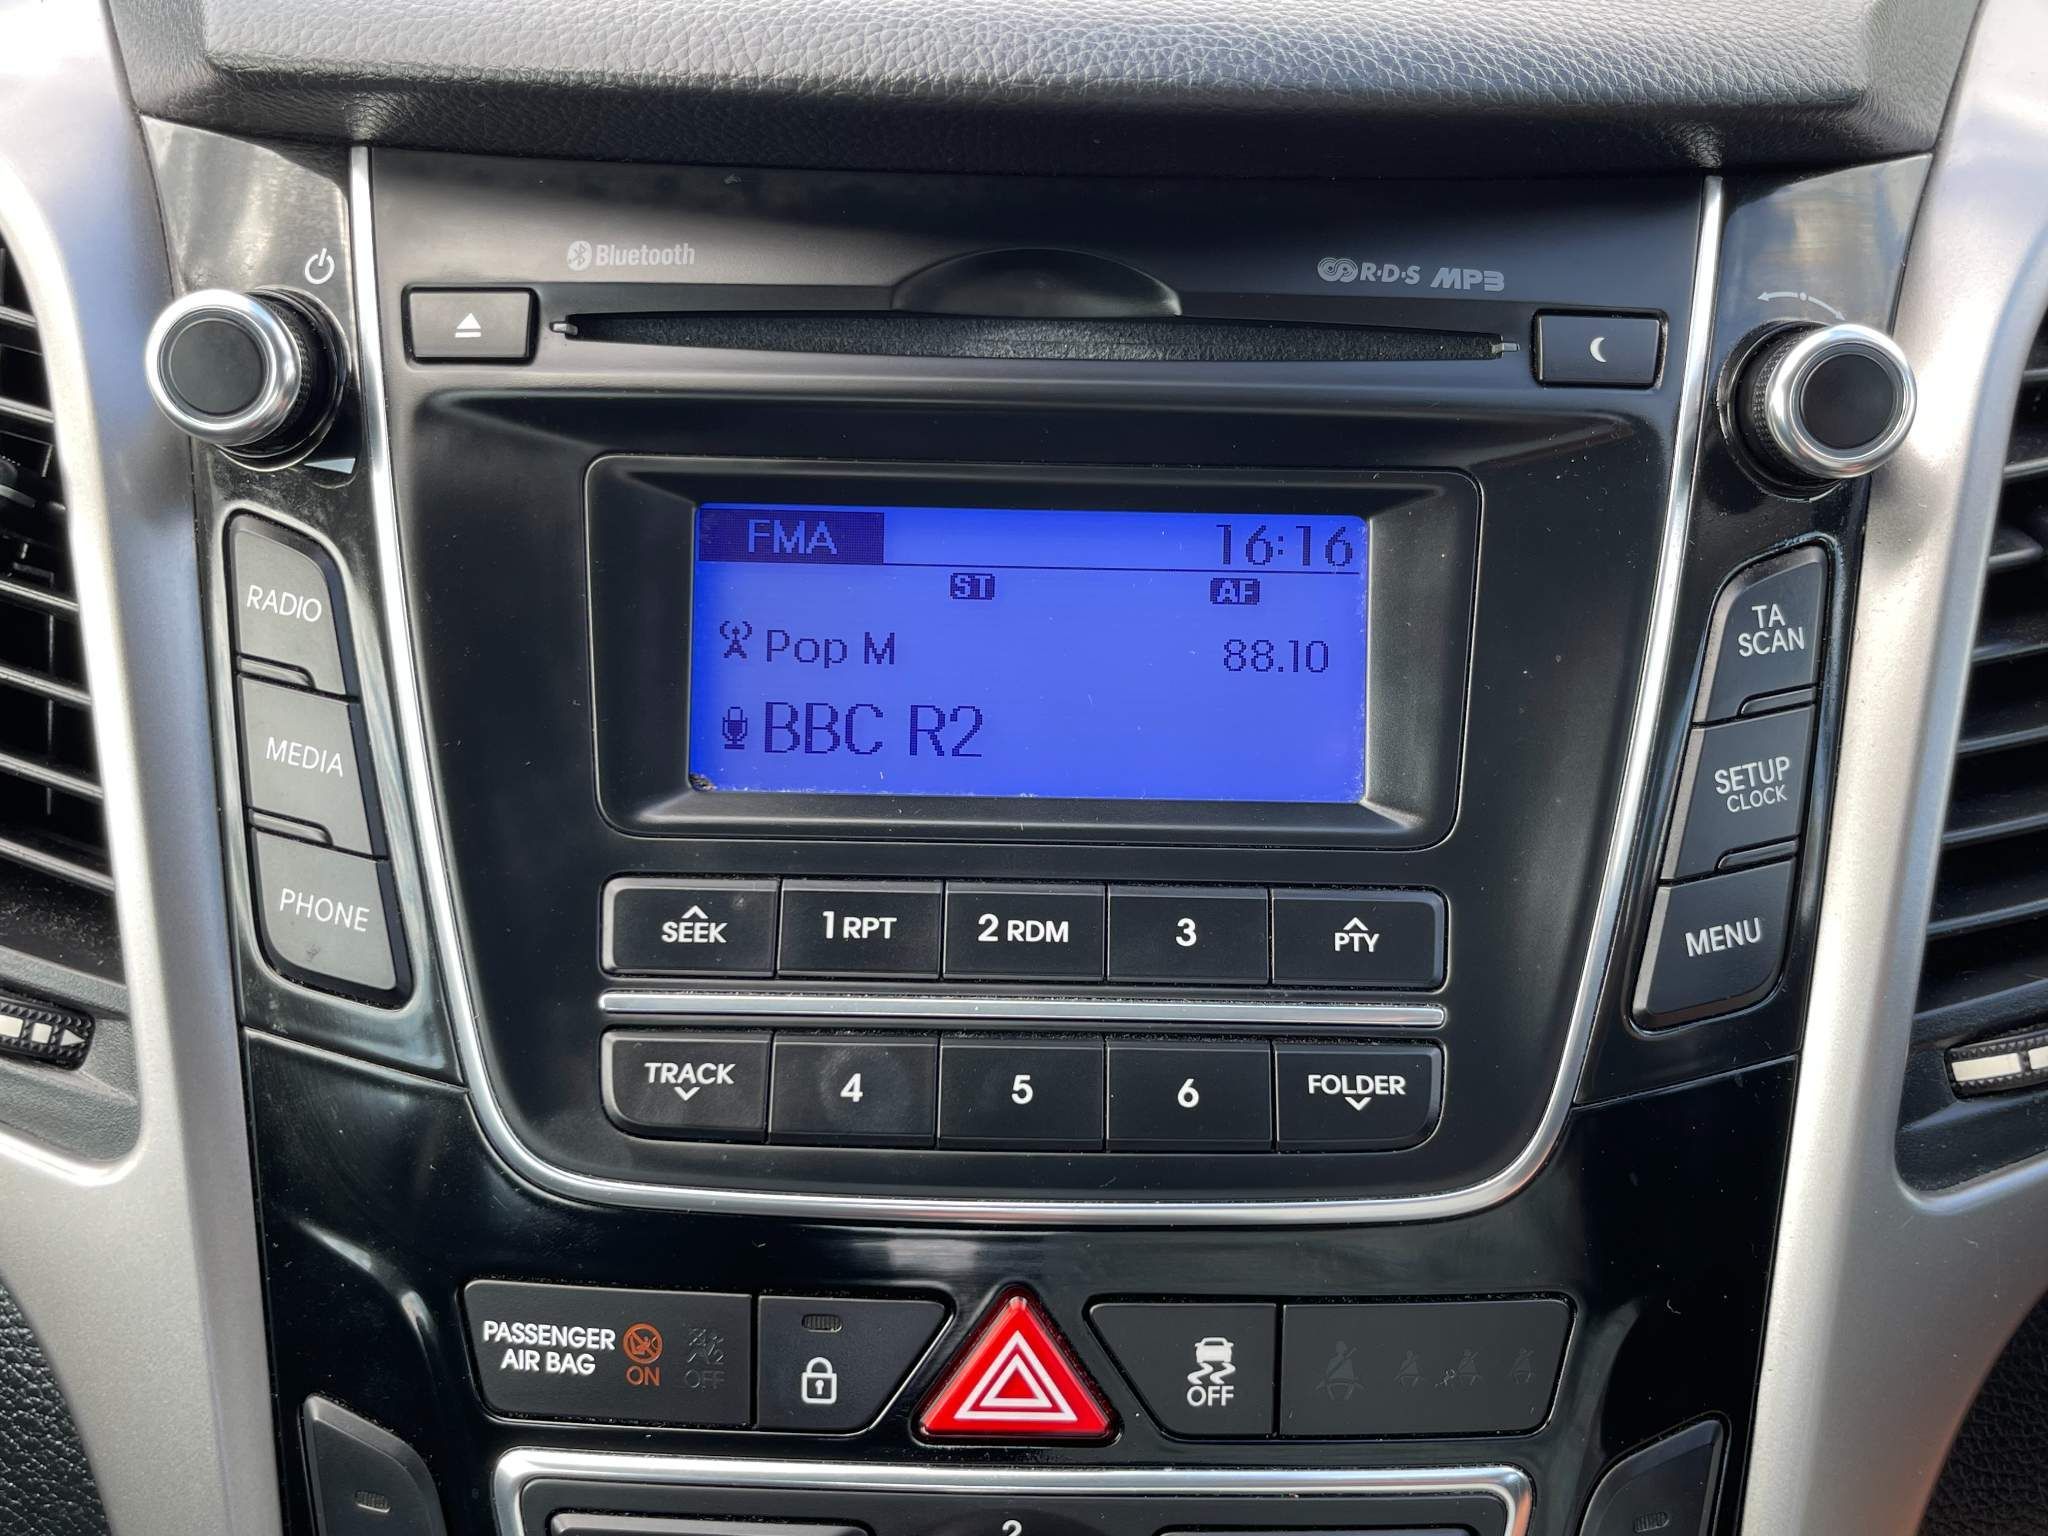 Bluetooth
R·D·S MP3
FMA 16:16
ST AF
Pop M 88.10
BBC R2
RADIO
MEDIA
PHONE
TA
SCAN
SETUP
CLOCK
MENU
SEEK 1 RPT 2 RDM 3 PTY
TRACK 4 5 6 FOLDER
PASSENGER
AIR BAG
ON OFF
OFF
2